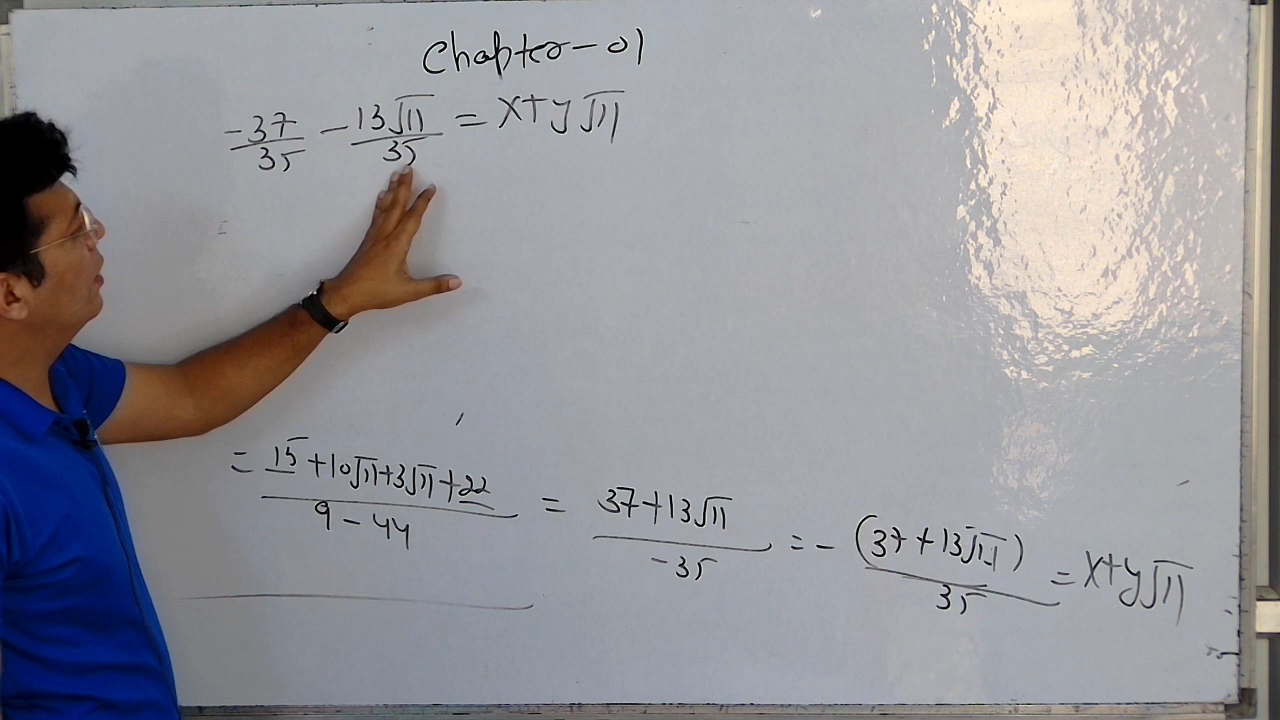 Chapter-01
-37/35 - 13√11/35 = x+y√11
= 15+10√11+3√11+22 / 9-44 = 37+13√11 / -35 = -(37+13√11) / 35 = x+y√11